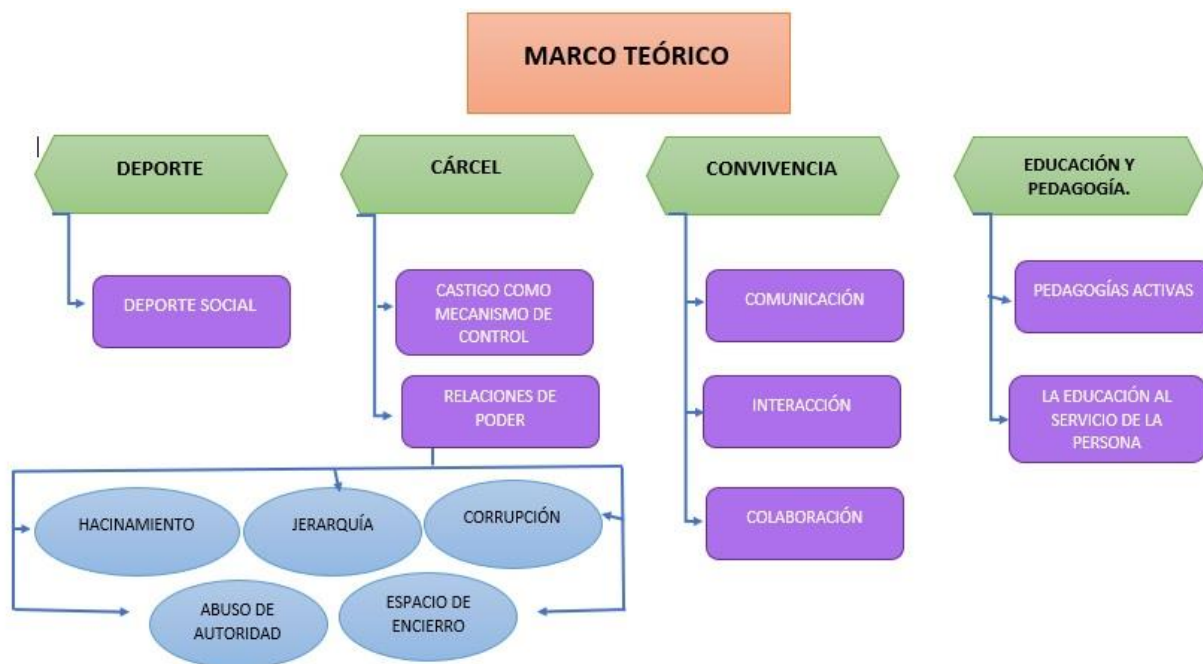 MARCO TEÓRICO
DEPORTE
CÁRCEL
CONVIVENCIA
EDUCACIÓN Y
PEDAGOGÍA.
DEPORTE SOCIAL
CASTIGO COMO
MECANISMO DE
CONTROL
COMUNICACIÓN
PEDAGOGÍAS ACTIVAS
RELACIONES DE
PODER
INTERACCIÓN
LA EDUCACIÓN AL
SERVICIO DE LA
PERSONA
HACINAMIENTO
JERARQUÍA
CORRUPCIÓN
COLABORACIÓN
ABUSO DE
AUTORIDAD
ESPACIO DE
ENCIERRO